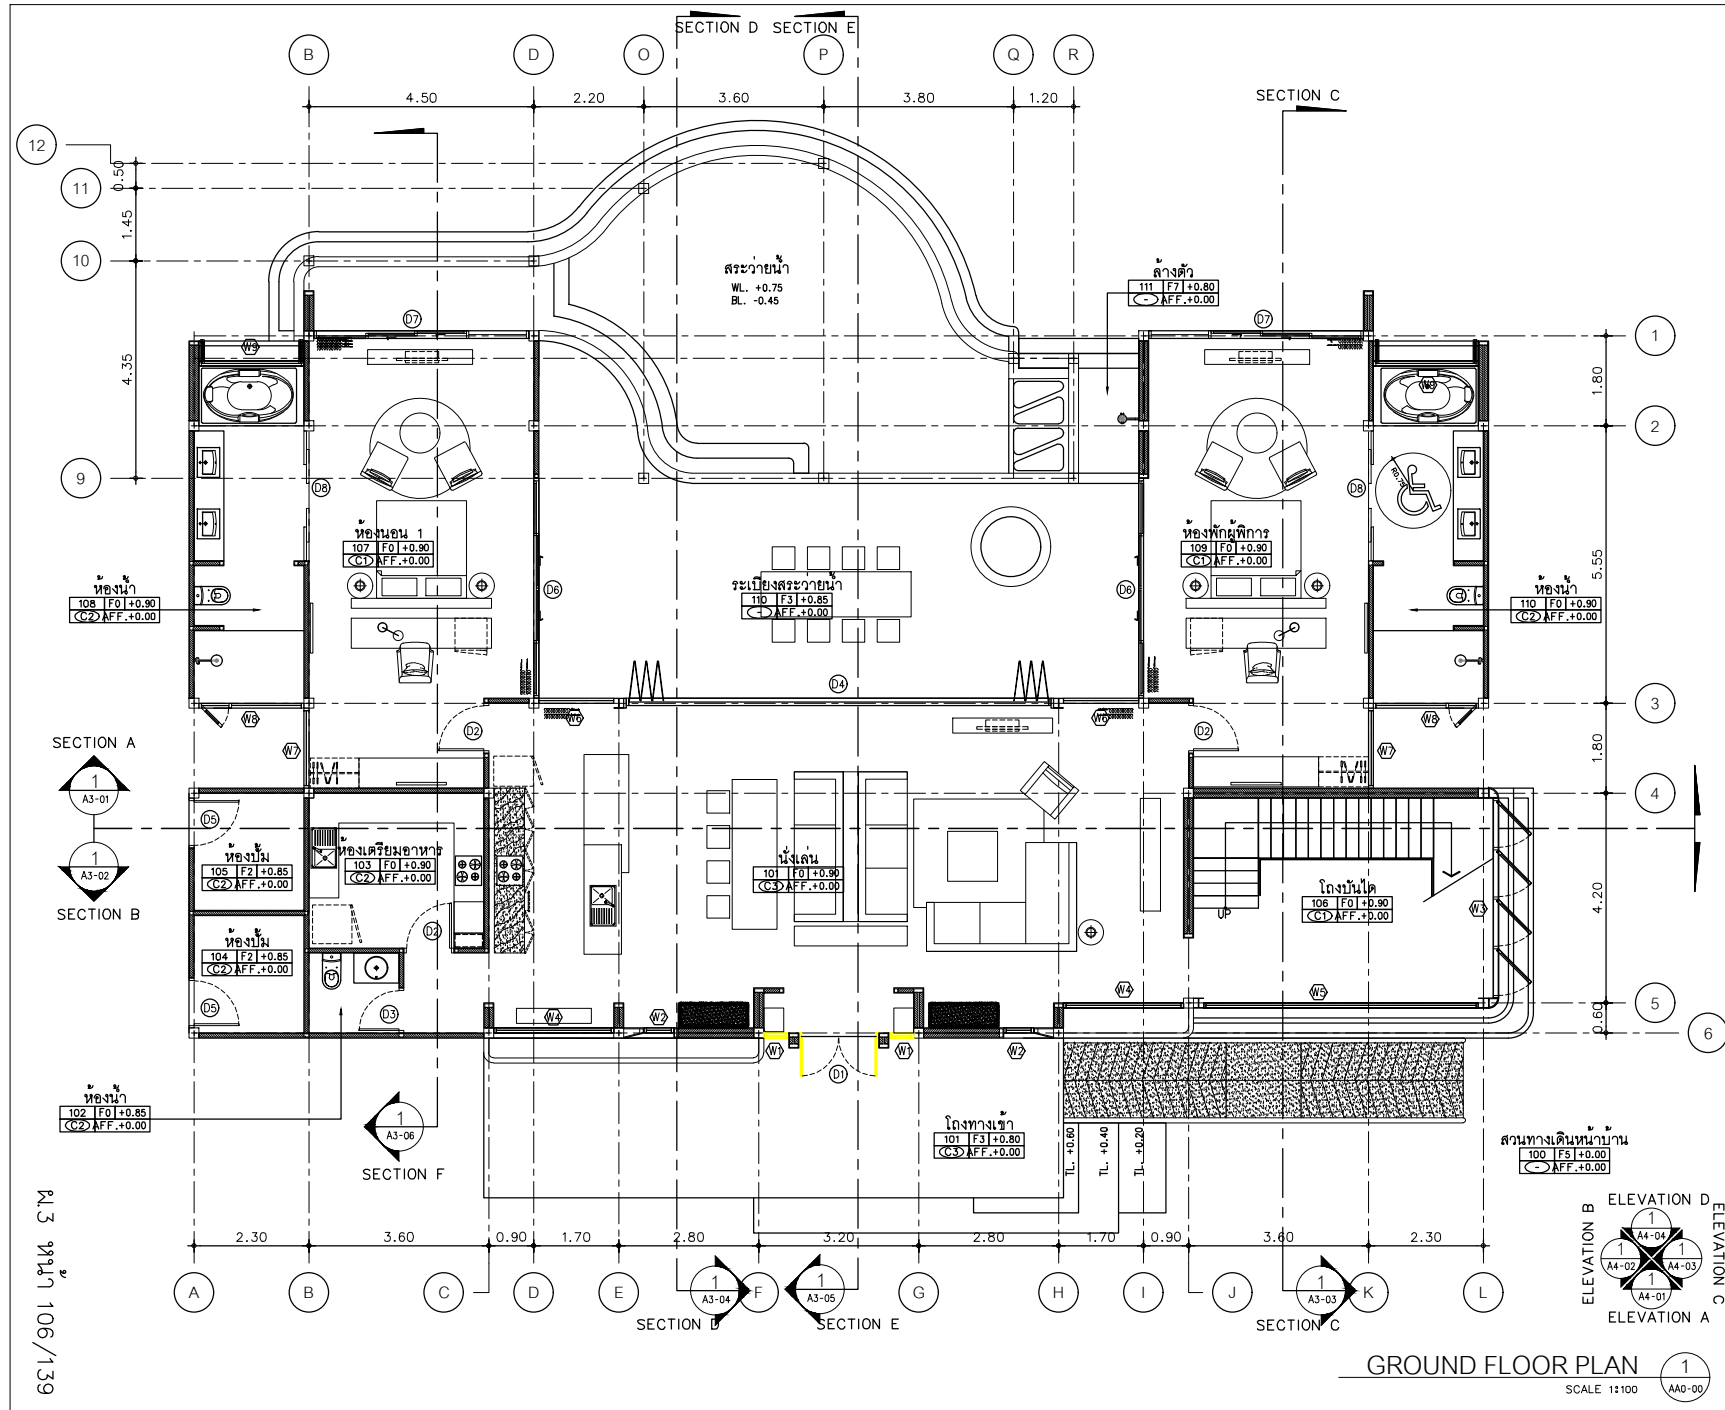 SECTION D SECTION E
B D O P Q R
4.50 2.20 3.60 3.80 1.20
SECTION C
12
0.50
11
1.45
10
4.35
9
สระว่ายน้ำ
WL. +0.75
BL. -0.45
ล้างตัว
111 F7 +0.80
- AFF.+0.00
D7
D7
W9
W9
1
1.80
2
5.55
3
1.80
4
4.20
5
0.60
6
D8
D8
R0.75
ห้องนอน 1
107 F0 +0.90
C1 AFF.+0.00
ห้องพักผู้พิการ
109 F0 +0.90
C1 AFF.+0.00
ห้องน้ำ
108 F0 +0.90
C2 AFF.+0.00
D6
ระเบียงสระว่ายน้ำ
110 F3 +0.85
- AFF.+0.00
D6
ห้องน้ำ
110 F0 +0.90
C2 AFF.+0.00
D4
W8 W6 W6 W8
D2 D2
W7 W7
SECTION A
1
A3-01
1
A3-02
SECTION B
D5
ห้องปั๊ม
105 F2 +0.85
C2 AFF.+0.00
ห้องเตรียมอาหาร
103 F0 +0.90
C2 AFF.+0.00
นั่งเล่น
101 F0 +0.90
C3 AFF.+0.00
โถงบันได
106 F0 +0.90
C1 AFF.+0.00
UP
W3
ห้องปั๊ม
104 F2 +0.85
C2 AFF.+0.00
D2
D5
D3
W4 W2 W1 D1 W1 W2
W4 W5
ห้องน้ำ
102 F0 +0.85
C2 AFF.+0.00
1
A3-06
SECTION F
โถงทางเข้า
101 F3 +0.80
C3 AFF.+0.00
TL. +0.60
TL. +0.40
TL. +0.20
สวนทางเดินหน้าบ้าน
100 F5 +0.00
- AFF.+0.00
2.30 3.60 0.90 1.70 2.80 3.20 2.80 1.70 0.90 3.60 2.30
A B C D E F G H I J K L
1
A3-04
SECTION D
1
A3-05
SECTION E
1
A3-03
SECTION C
ELEVATION D
ELEVATION B
ELEVATION C
1
A4-04
1
A4-02
1
A4-03
1
A4-01
ELEVATION A
ผ.3 หน้า 106/139
GROUND FLOOR PLAN
SCALE 1:100
1
AA0-00